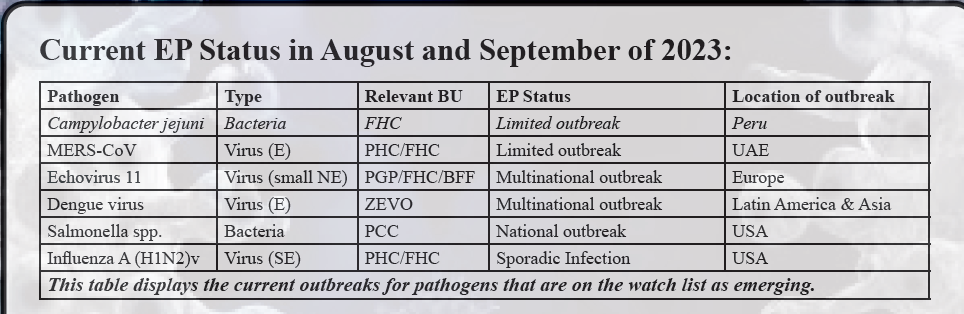 Current EP Status in August and September of 2023:
Pathogen Type Relevant BU EP Status Location of outbreak
Campylobacter jejuni Bacteria FHC Limited outbreak Peru
MERS-CoV Virus (E) PHC/FHC Limited outbreak UAE
Echovirus 11 Virus (small NE) PGP/FHC/BFF Multinational outbreak Europe
Dengue virus Virus (E) ZEVO Multinational outbreak Latin America & Asia
Salmonella spp. Bacteria PCC National outbreak USA
Influenza A (H1N2)v Virus (SE) PHC/FHC Sporadic Infection USA
This table displays the current outbreaks for pathogens that are on the watch list as emerging.